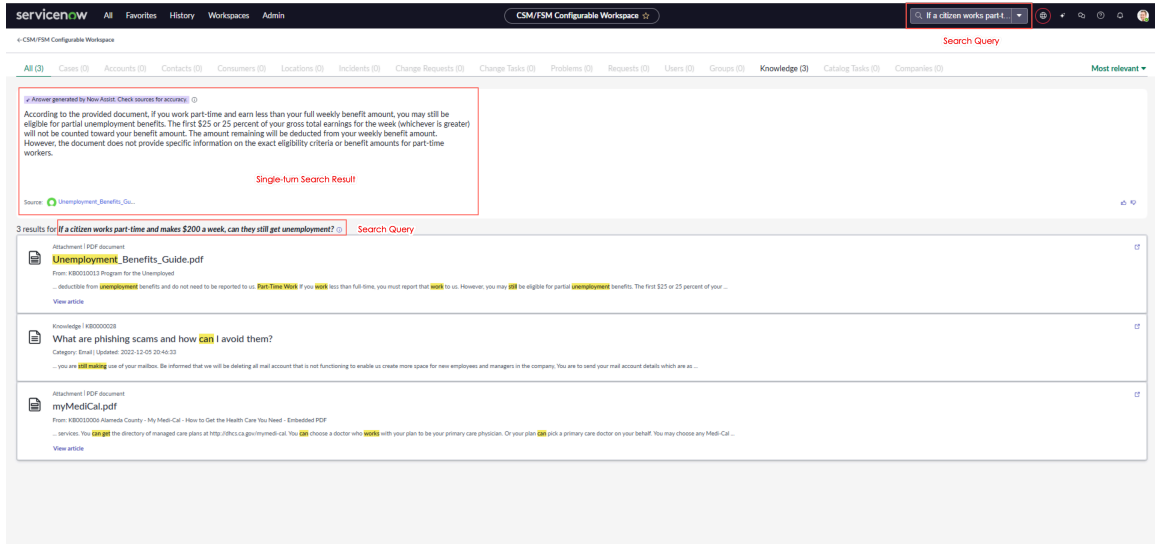 servicenow All Favorites History Workspaces Admin CSM/FSM Configurable Workspace If a citizen works part-t...
Search Query
CSM/FSM Configurable Workspace
All (3) Cases (0) Accounts (0) Contacts (0) Consumers (0) Locations (0) Incidents (0) Change Requests (0) Change Tasks (0) Problems (0) Requests (0) Users (0) Groups (0) Knowledge (3) Catalog Tasks (0) Companies (0) Most relevant
Answer generated by Now Assist. Check sources for accuracy.
According to the provided document, if you work part-time and earn less than your full weekly benefit amount, you may still be
eligible for partial unemployment benefits. The first $25 or 25 percent of your gross total earnings for the week (whichever is greater)
will not be counted toward your benefit amount. The amount remaining will be deducted from your weekly benefit amount.
However, the document does not provide specific information on the exact eligibility criteria or benefit amounts for part-time
workers.
Single-turn Search Result
Source: Unemployment_Benefits_Gu...
3 results for If a citizen works part-time and makes $200 a week, can they still get unemployment? Search Query
Attachment | PDF document
Unemployment_Benefits_Guide.pdf
From: KB0010013 Program for the Unemployed
... deductible from unemployment benefits and do not need to be reported to us. Part-Time Work If you work less than full-time, you must report that work to us. However, you may still be eligible for partial unemployment benefits. The first $25 or 25 percent of your ...
View article
Knowledge | KB0000028
What are phishing scams and how can I avoid them?
Category: Email | Updated: 2022-12-05 20:46:33
... you are still making use of your mailbox. Be informed that we will be deleting all mail account that is not functioning to enable us create more space for new employees and managers in the company. You are to send your mail account details which are as ...
Attachment | PDF document
myMediCal.pdf
From: KB0010006 Alameda County - My Medi-Cal - How to Get the Health Care You Need - Embedded PDF
... services. You can get the directory of managed care plans at http://dhcs.ca.gov/mymedi-cal. You can choose a doctor who works with your plan to be your primary care physician. Or your plan can pick a primary care doctor on your behalf. You may choose any Medi-Cal ...
View article